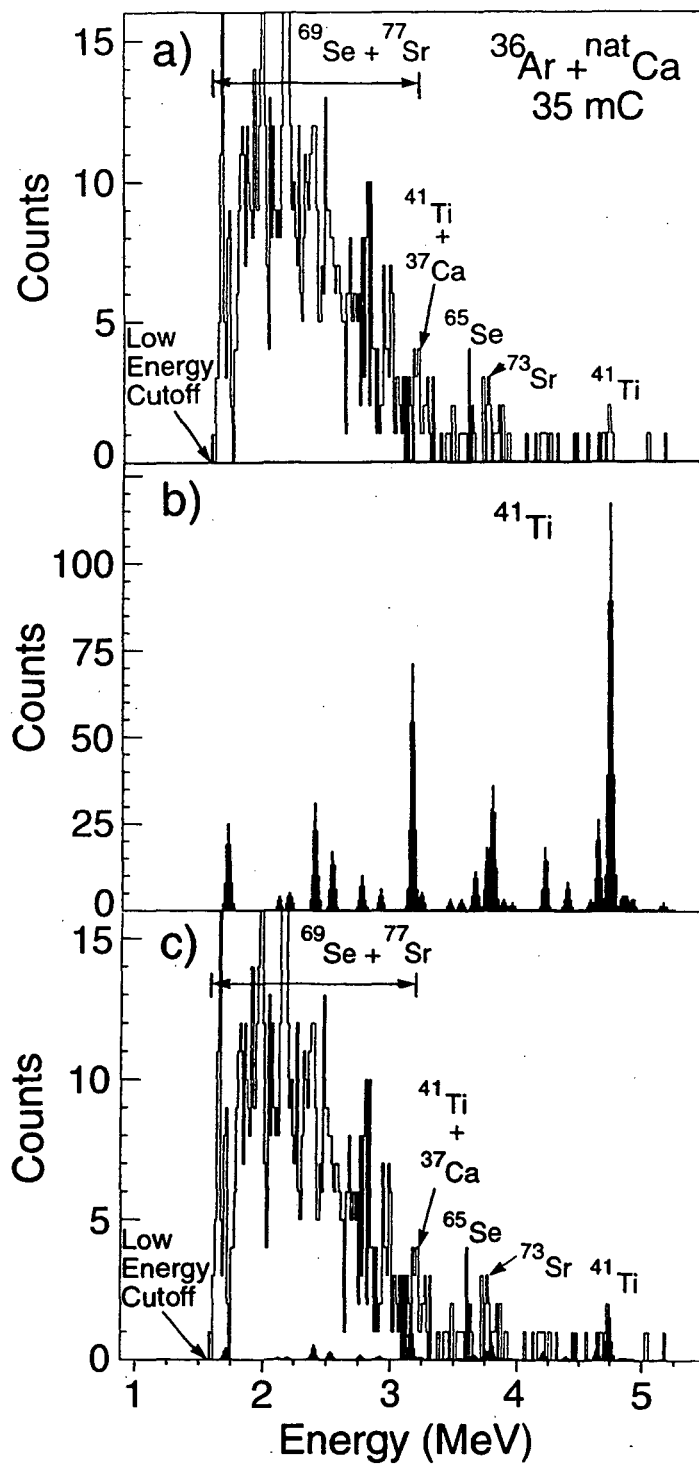 a)
⁶⁹Se + ⁷⁷Sr
³⁶Ar + ⁿᵃᵗCa
35 mC
15
10
5
0
Counts
⁴¹Ti
+
³⁷Ca
⁶⁵Se
⁷³Sr
⁴¹Ti
Low
Energy
Cutoff
b)
⁴¹Ti
100
75
50
25
0
Counts
c)
⁶⁹Se + ⁷⁷Sr
15
10
5
0
Counts
⁴¹Ti
+
³⁷Ca
⁶⁵Se
⁷³Sr
⁴¹Ti
Low
Energy
Cutoff
1 2 3 4 5
Energy (MeV)